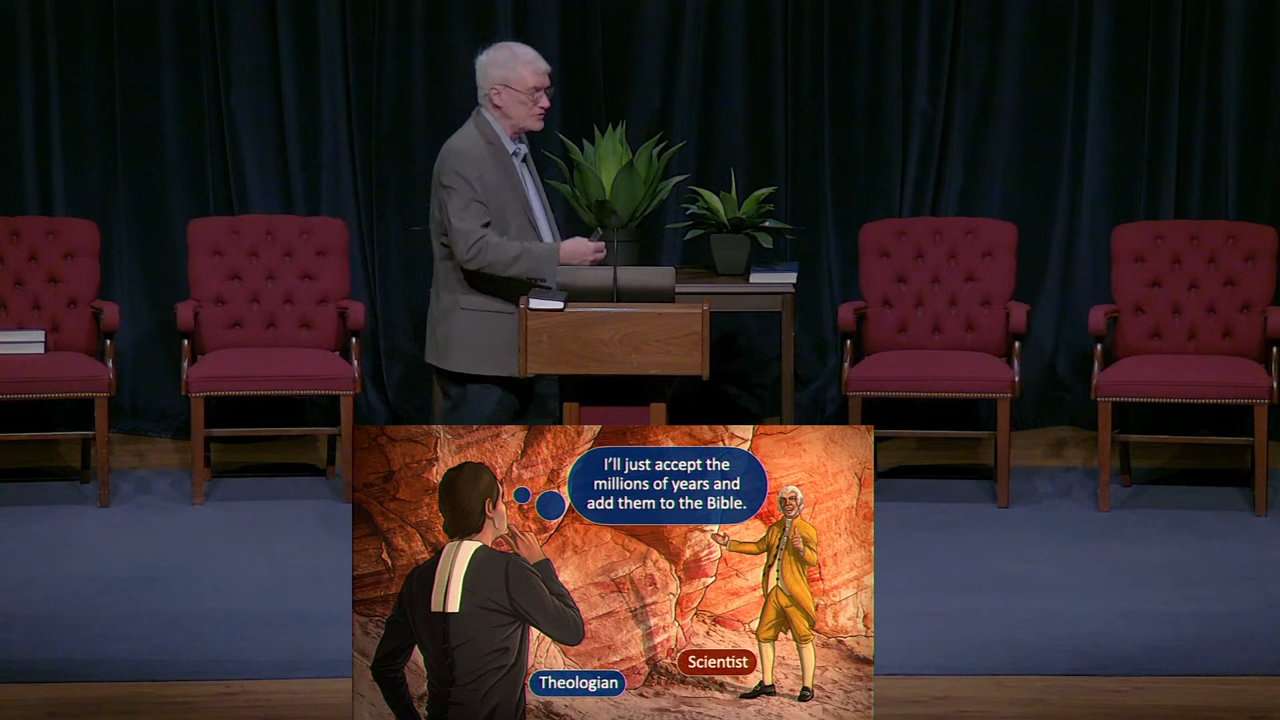 I'll just accept the
millions of years and
add them to the Bible.
Scientist
Theologian